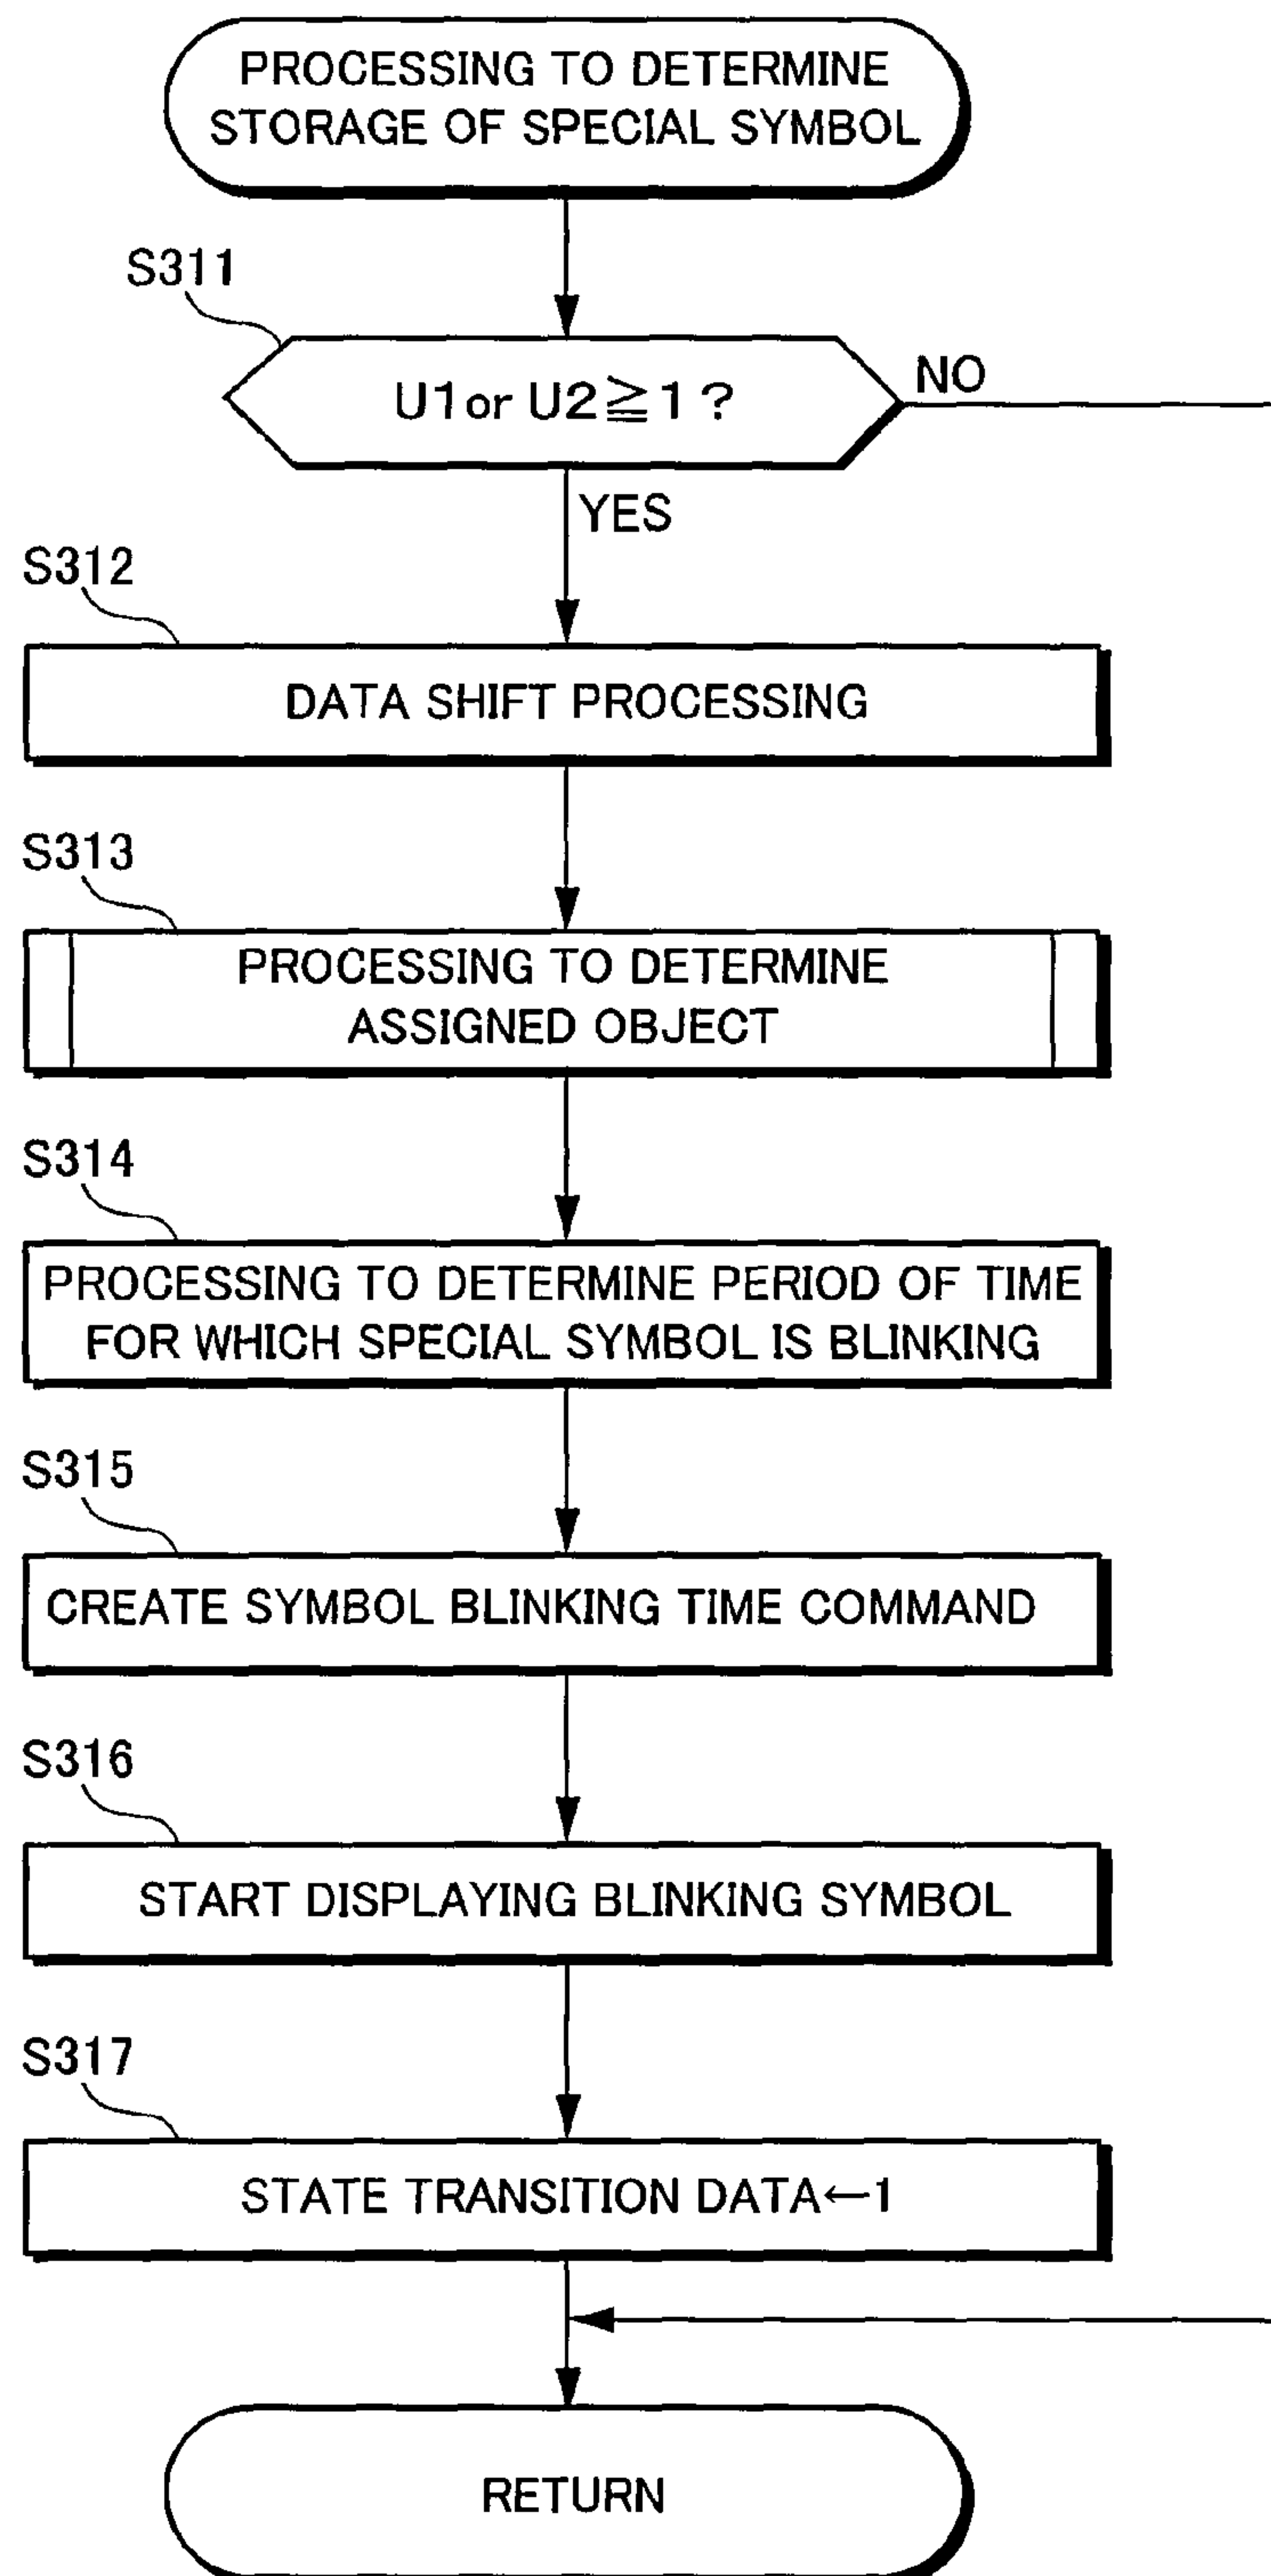 PROCESSING TO DETERMINE
STORAGE OF SPECIAL SYMBOL
S311
U1or U2≧1?
NO
YES
S312
DATA SHIFT PROCESSING
S313
PROCESSING TO DETERMINE
ASSIGNED OBJECT
S314
PROCESSING TO DETERMINE PERIOD OF TIME
FOR WHICH SPECIAL SYMBOL IS BLINKING
S315
CREATE SYMBOL BLINKING TIME COMMAND
S316
START DISPLAYING BLINKING SYMBOL
S317
STATE TRANSITION DATA←1
RETURN